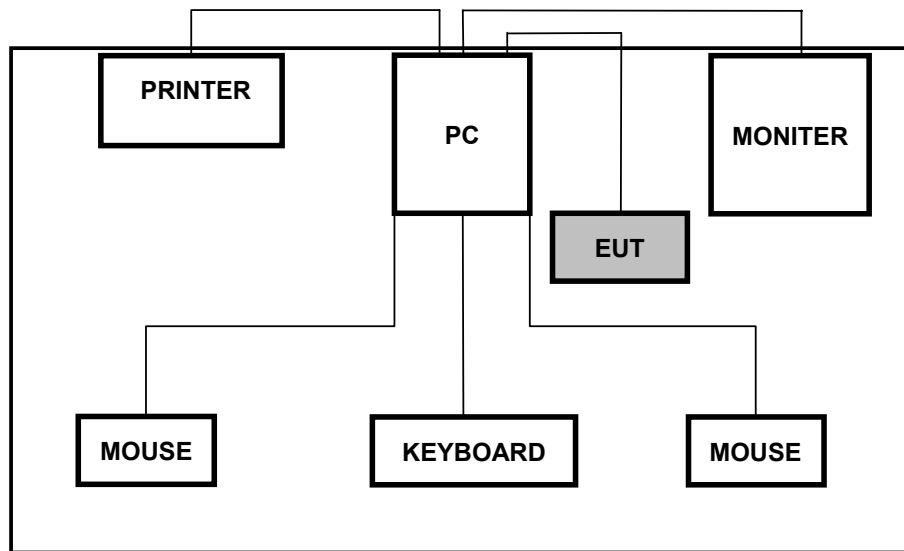 PRINTER
PC
MONITER
EUT
MOUSE
KEYBOARD
MOUSE